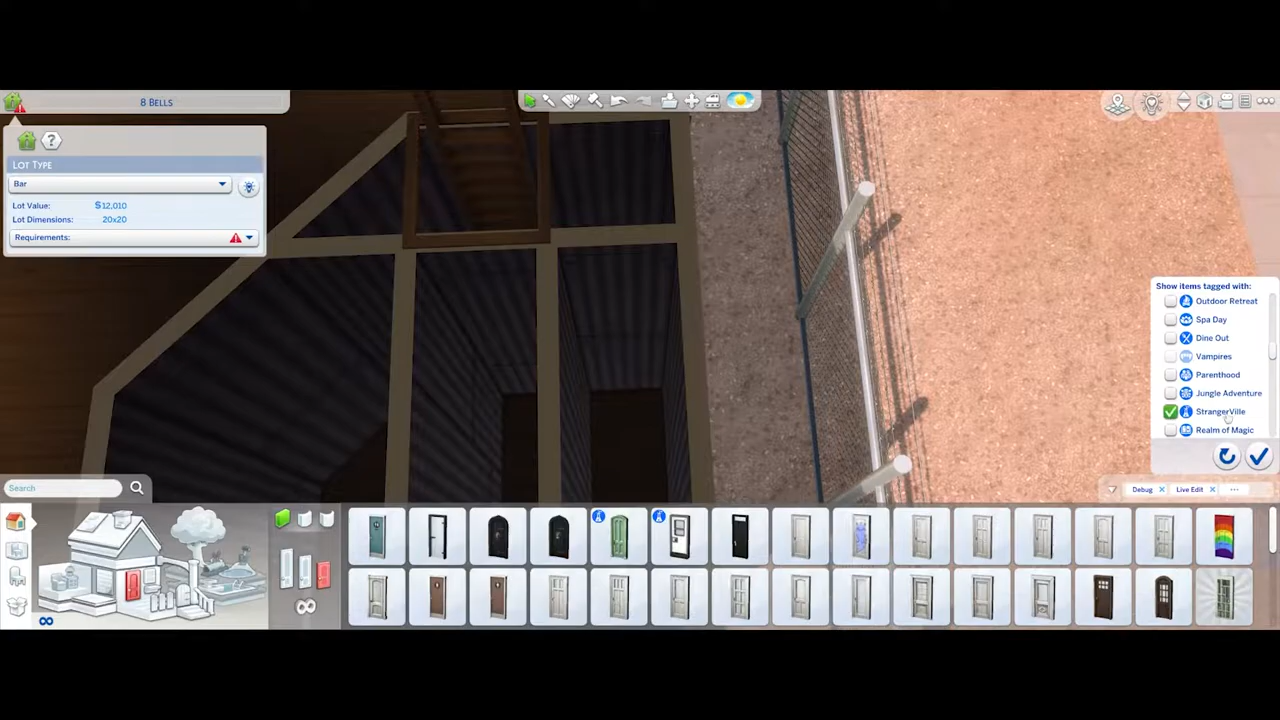 8 Bells
Lot Type
Bar
Lot Value: $12,010
Lot Dimensions: 20x20
Requirements:
Show items tagged with:
Outdoor Retreat
Spa Day
Dine Out
Vampires
Parenthood
Jungle Adventure
StrangerVille
Realm of Magic
Search
Debug
Live Edit